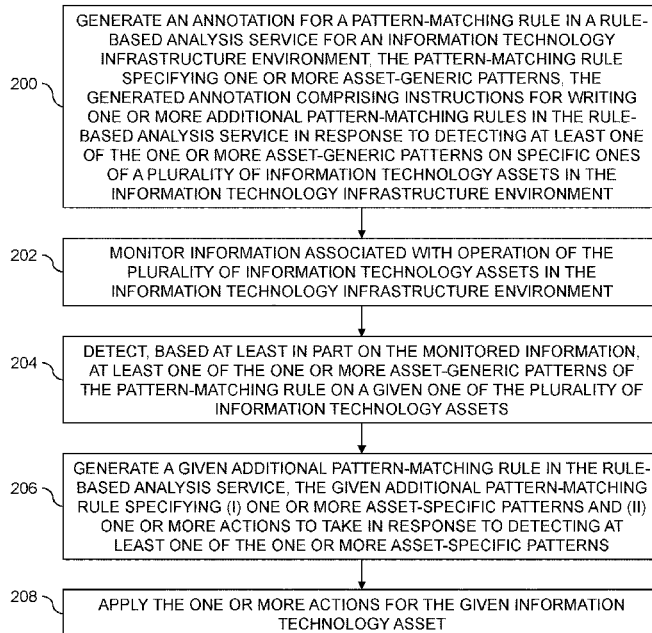 200
GENERATE AN ANNOTATION FOR A PATTERN-MATCHING RULE IN A RULE-
BASED ANALYSIS SERVICE FOR AN INFORMATION TECHNOLOGY
INFRASTRUCTURE ENVIRONMENT, THE PATTERN-MATCHING RULE
SPECIFYING ONE OR MORE ASSET-GENERIC PATTERNS, THE
GENERATED ANNOTATION COMPRISING INSTRUCTIONS FOR WRITING
ONE OR MORE ADDITIONAL PATTERN-MATCHING RULES IN THE RULE-
BASED ANALYSIS SERVICE IN RESPONSE TO DETECTING AT LEAST ONE
OF THE ONE OR MORE ASSET-GENERIC PATTERNS ON SPECIFIC ONES
OF A PLURALITY OF INFORMATION TECHNOLOGY ASSETS IN THE
INFORMATION TECHNOLOGY INFRASTRUCTURE ENVIRONMENT
202
MONITOR INFORMATION ASSOCIATED WITH OPERATION OF THE
PLURALITY OF INFORMATION TECHNOLOGY ASSETS IN THE
INFORMATION TECHNOLOGY INFRASTRUCTURE ENVIRONMENT
204
DETECT, BASED AT LEAST IN PART ON THE MONITORED INFORMATION,
AT LEAST ONE OF THE ONE OR MORE ASSET-GENERIC PATTERNS OF
THE PATTERN-MATCHING RULE ON A GIVEN ONE OF THE PLURALITY OF
INFORMATION TECHNOLOGY ASSETS
206
GENERATE A GIVEN ADDITIONAL PATTERN-MATCHING RULE IN THE RULE-
BASED ANALYSIS SERVICE, THE GIVEN ADDITIONAL PATTERN-MATCHING
RULE SPECIFYING (I) ONE OR MORE ASSET-SPECIFIC PATTERNS AND (II)
ONE OR MORE ACTIONS TO TAKE IN RESPONSE TO DETECTING AT
LEAST ONE OF THE ONE OR MORE ASSET-SPECIFIC PATTERNS
208
APPLY THE ONE OR MORE ACTIONS FOR THE GIVEN INFORMATION
TECHNOLOGY ASSET